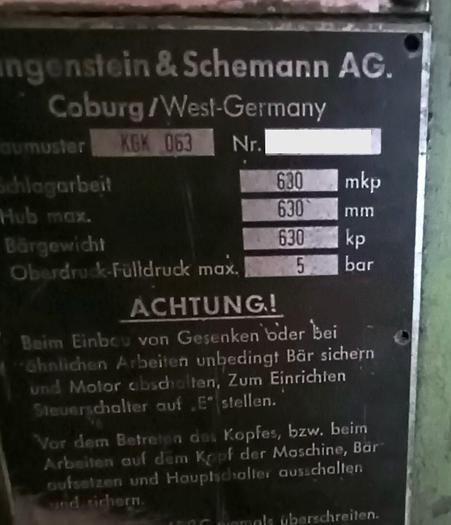 ngenstein & Schemann AG.
Coburg/West-Germany
aumuster KGK 063 Nr.
Schlagarbeit 630 mkp
Hub max. 630 mm
Bärgewicht 630 kp
Oberdruck-Fülldruck max. 5 bar
ACHTUNG!
Beim Einbau von Gesenken oder bei
ähnlichen Arbeiten unbedingt Bär sichern
und Motor abschalten, Zum Einrichten
Steuerschalter auf „E" stellen.
Vor dem Betreten des Kopfes, bzw. beim
Arbeiten auf dem Kopf der Maschine, Bär
aufsetzen und Hauptschalter ausschalten
und sichern.
niemals überschreiten.